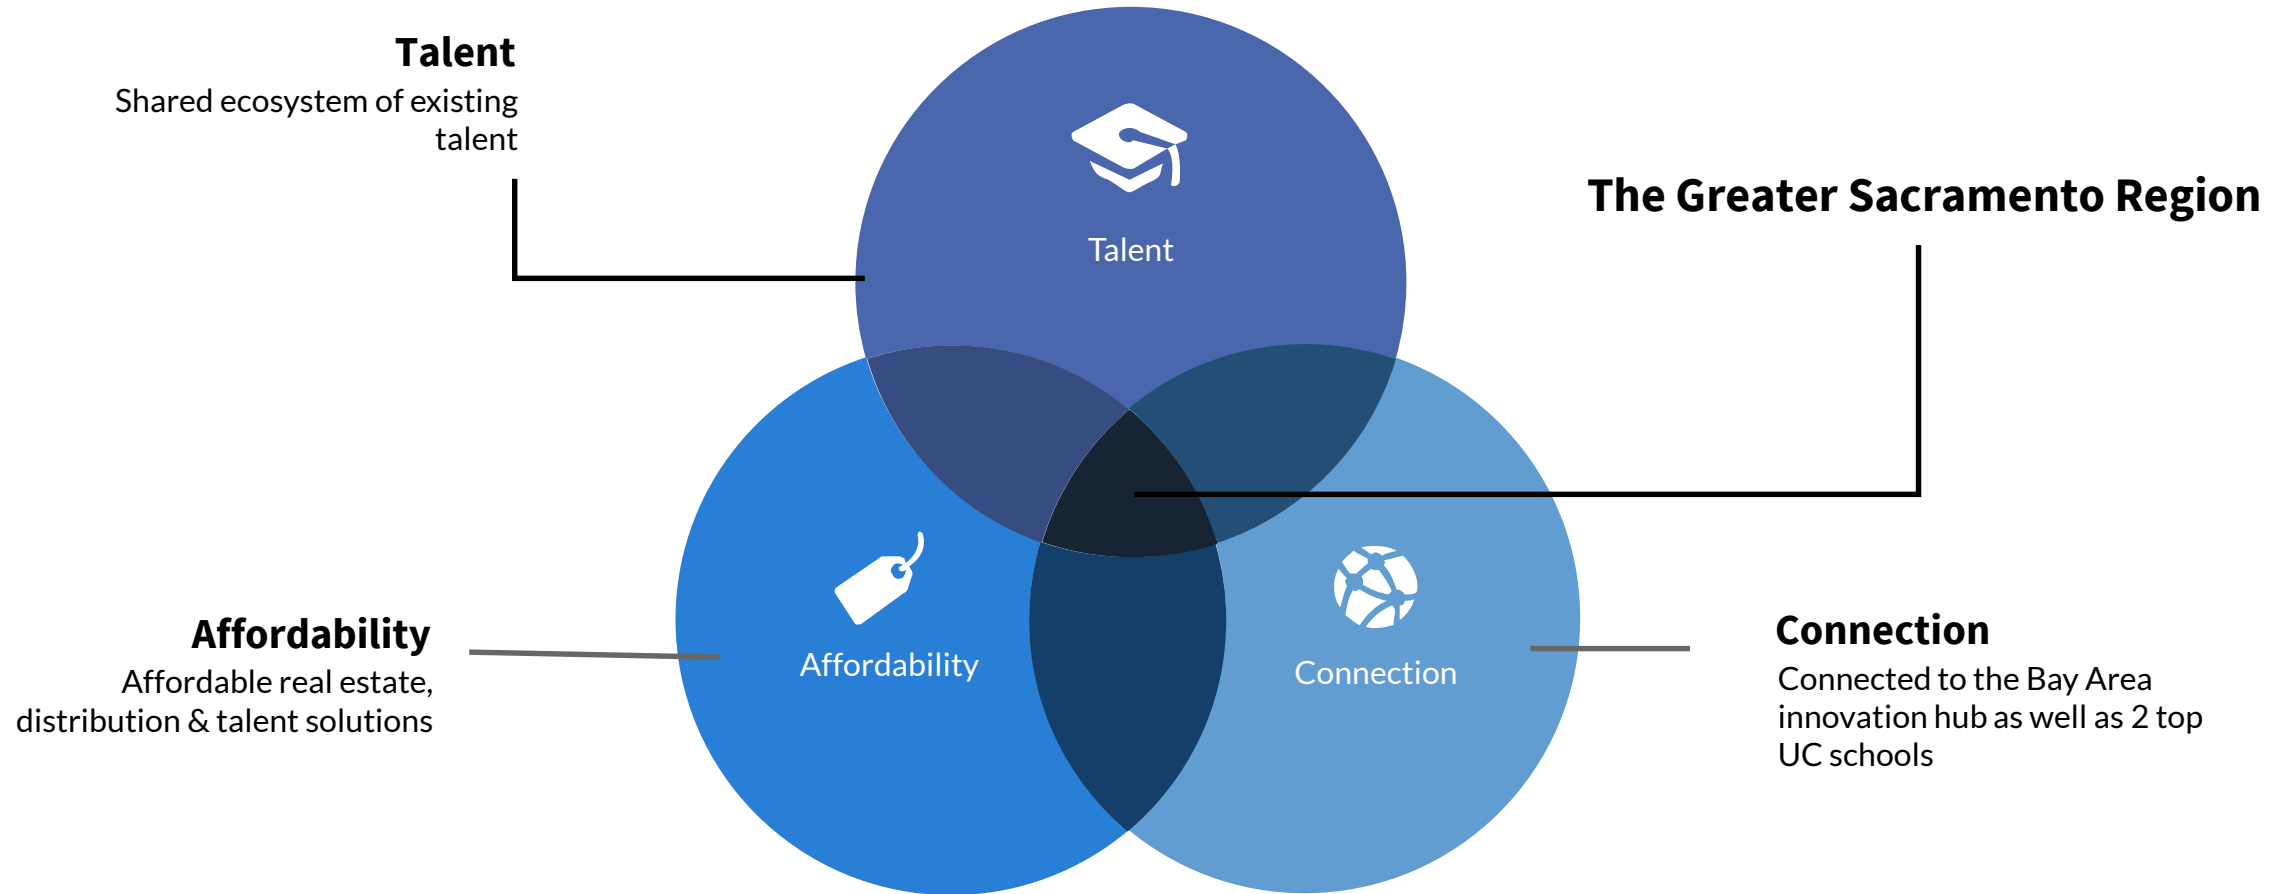 Talent
Shared ecosystem of existing
talent
Talent
The Greater Sacramento Region
Affordability
Affordable real estate,
distribution & talent solutions
Affordability
Connection
Connection
Connected to the Bay Area
innovation hub as well as 2 top
UC schools